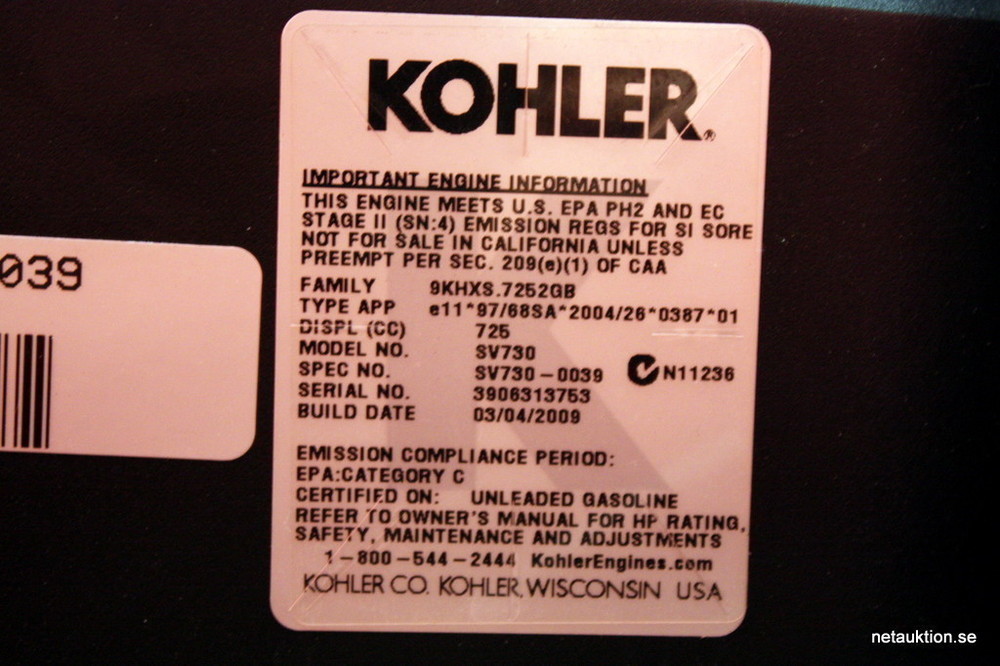 KOHLER®
IMPORTANT ENGINE INFORMATION
THIS ENGINE MEETS U.S. EPA PH2 AND EC
STAGE II (SN:4) EMISSION REGS FOR SI SORE
NOT FOR SALE IN CALIFORNIA UNLESS
PREEMPT PER SEC. 209(e)(1) OF CAA
FAMILY 9KHXS.7252GB
TYPE APP e11*97/68SA*2004/26*0387*01
DISPL (CC) 725
MODEL NO. SV730
SPEC NO. SV730-0039 N11236
SERIAL NO. 3906313753
BUILD DATE 03/04/2009
EMISSION COMPLIANCE PERIOD:
EPA:CATEGORY C
CERTIFIED ON: UNLEADED GASOLINE
REFER TO OWNER'S MANUAL FOR HP RATING,
SAFETY, MAINTENANCE AND ADJUSTMENTS
1-800-544-2444 KohlerEngines.com
KOHLER CO. KOHLER, WISCONSIN USA
039
netauktion.se